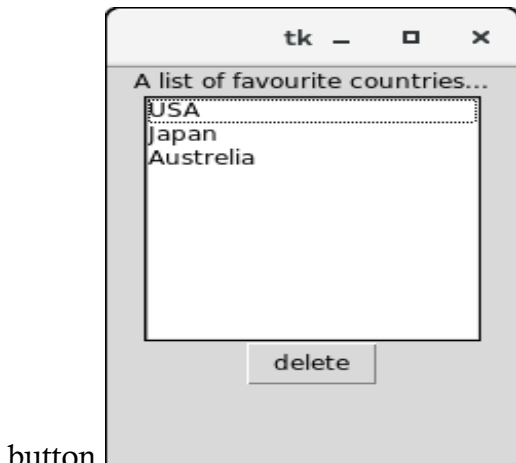 tk
A list of favourite countries...
USA
Japan
Austrelia
delete
button